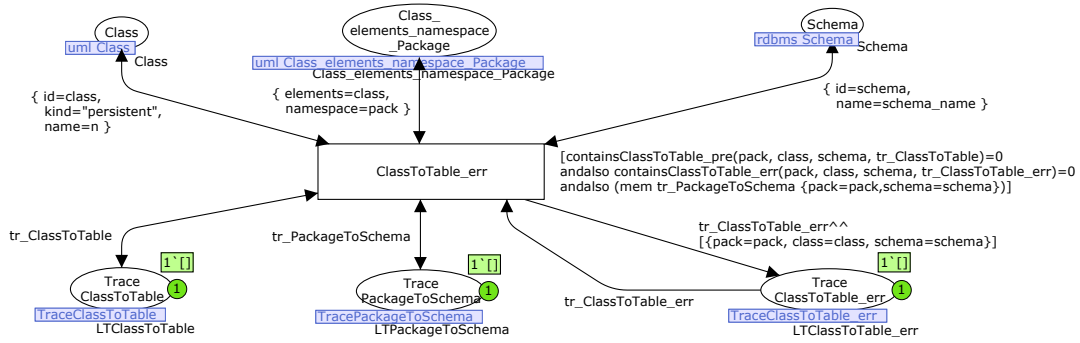 Class
uml Class
Class
Class_
elements_namespace
_Package
uml Class_elements_namespace_Package
Class_elements_namespace_Package
Schema
rdbms Schema
Schema
{ id=class,
kind="persistent",
name=n }
{ elements=class,
namespace=pack }
{ id=schema,
name=schema_name }
ClassToTable_err
[containsClassToTable_pre(pack, class, schema, tr_ClassToTable)=0
andalso containsClassToTable_err(pack, class, schema, tr_ClassToTable_err)=0
andalso (mem tr_PackageToSchema {pack=pack,schema=schema})]
tr_ClassToTable
tr_PackageToSchema
tr_ClassToTable_err^^
[{pack=pack, class=class, schema=schema}]
tr_ClassToTable_err
1`[]
Trace
ClassToTable
1
TraceClassToTable
LTClassToTable
1`[]
Trace
PackageToSchema
1
TracePackageToSchema
LTPackageToSchema
1`[]
Trace
ClassToTable_err
1
TraceClassToTable_err
LTClassToTable_err